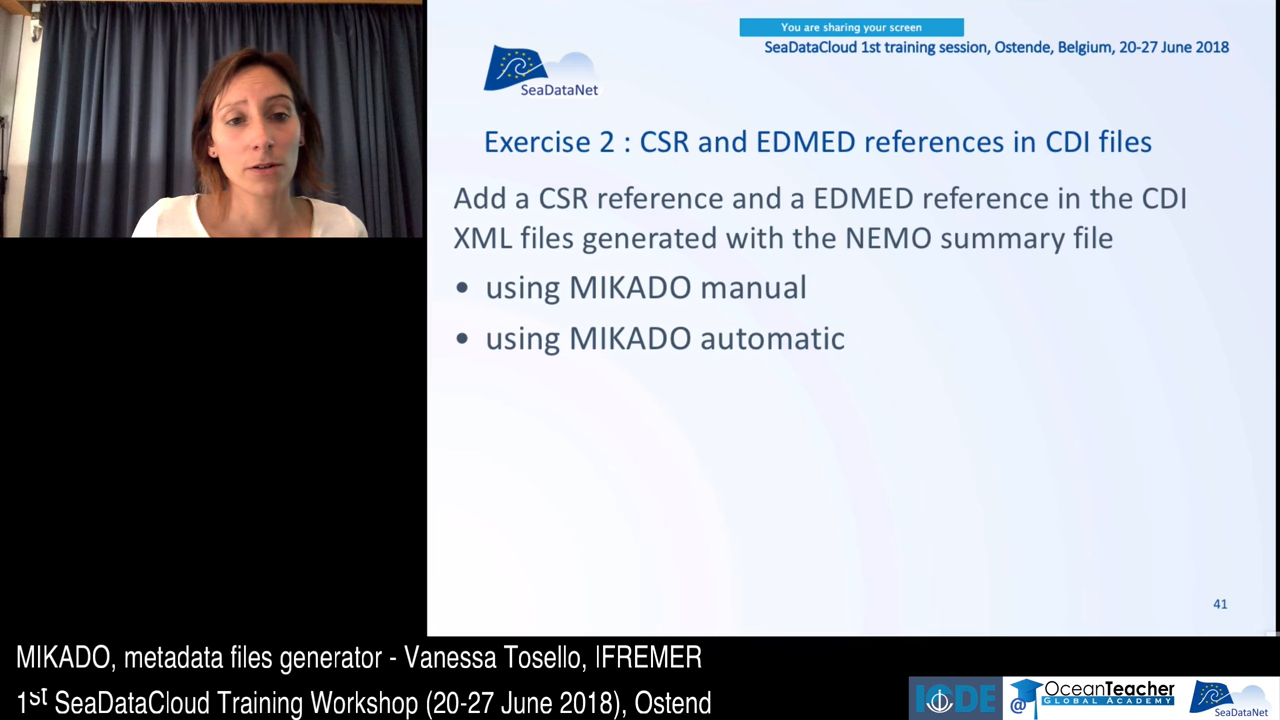 You are sharing your screen
SeaDataCloud 1st training session, Ostende, Belgium, 20-27 June 2018
SeaDataNet
Exercise 2 : CSR and EDMED references in CDI files
Add a CSR reference and a EDMED reference in the CDI
XML files generated with the NEMO summary file
• using MIKADO manual
• using MIKADO automatic
41
MIKADO, metadata files generator - Vanessa Tosello, IFREMER
1st SeaDataCloud Training Workshop (20-27 June 2018), Ostend
IODE
@ OceanTeacher
GLOBAL ACADEMY
SeaDataNet